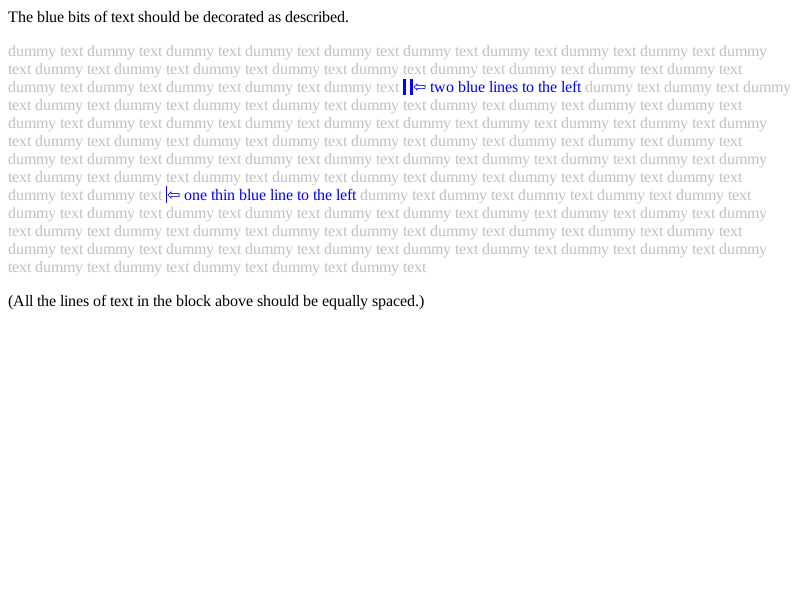 The blue bits of text should be decorated as described.
dummy text dummy text dummy text dummy text dummy text dummy text dummy text dummy text dummy text dummy
text dummy text dummy text dummy text dummy text dummy text dummy text dummy text dummy text dummy text
dummy text dummy text dummy text dummy text dummy text ⇦ two blue lines to the left dummy text dummy text dummy
text dummy text dummy text dummy text dummy text dummy text dummy text dummy text dummy text dummy text
dummy text dummy text dummy text dummy text dummy text dummy text dummy text dummy text dummy text dummy
text dummy text dummy text dummy text dummy text dummy text dummy text dummy text dummy text dummy text
dummy text dummy text dummy text dummy text dummy text dummy text dummy text dummy text dummy text dummy
text dummy text dummy text dummy text dummy text dummy text dummy text dummy text dummy text dummy text
dummy text dummy text ⇦ one thin blue line to the left dummy text dummy text dummy text dummy text dummy text
dummy text dummy text dummy text dummy text dummy text dummy text dummy text dummy text dummy text dummy
text dummy text dummy text dummy text dummy text dummy text dummy text dummy text dummy text dummy text
dummy text dummy text dummy text dummy text dummy text dummy text dummy text dummy text dummy text dummy
text dummy text dummy text dummy text dummy text dummy text
(All the lines of text in the block above should be equally spaced.)